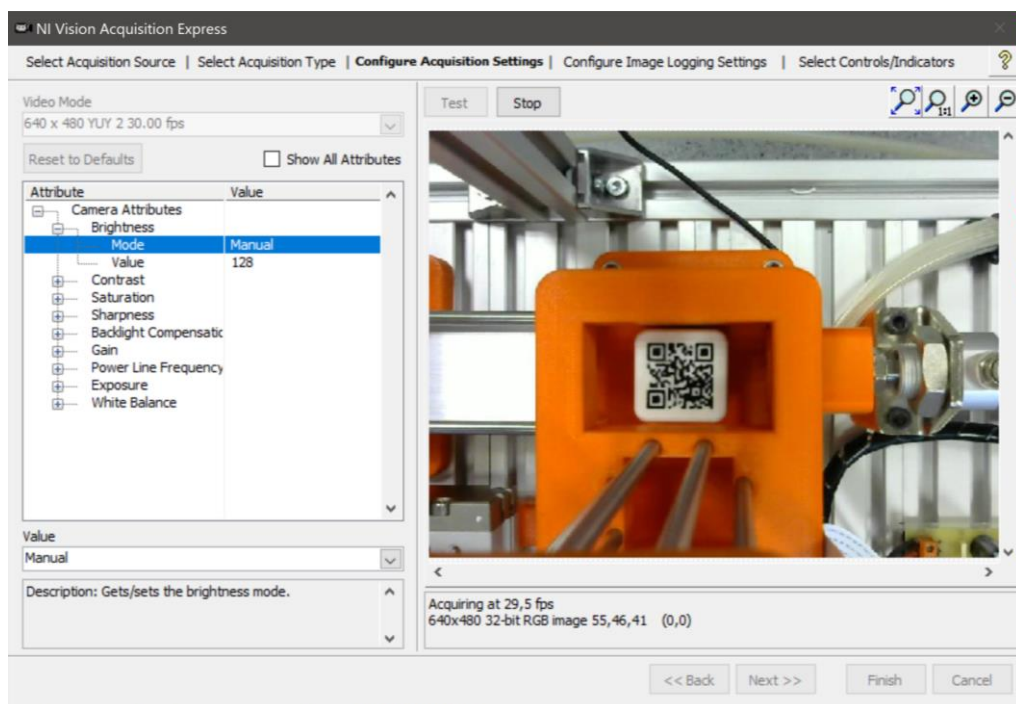 NI Vision Acquisition Express
Select Acquisition Source | Select Acquisition Type | Configure Acquisition Settings | Configure Image Logging Settings | Select Controls/Indicators
Video Mode
640 x 480 YUY 2 30.00 fps
Reset to Defaults
Show All Attributes
Test
Stop
1:1
Attribute Value
Camera Attributes
Brightness
Mode Manual
Value 128
Contrast
Saturation
Sharpness
Backlight Compensatic
Gain
Power Line Frequency
Exposure
White Balance
Value
Manual
Description: Gets/sets the brightness mode.
Acquiring at 29,5 fps
640x480 32-bit RGB image 55,46,41 (0,0)
<< Back
Next >>
Finish
Cancel